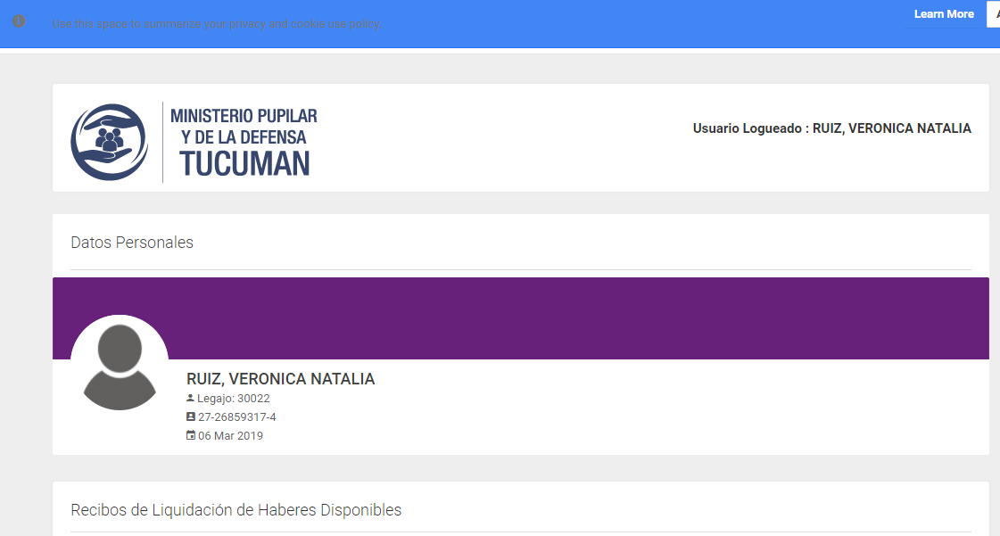 Use this space to summarize your privacy and cookie use policy.
Learn More
MINISTERIO PUPILAR
Y DE LA DEFENSA
TUCUMAN
Usuario Logueado : RUIZ, VERONICA NATALIA
Datos Personales
RUIZ, VERONICA NATALIA
Legajo: 30022
27-26859317-4
06 Mar 2019
Recibos de Liquidación de Haberes Disponibles